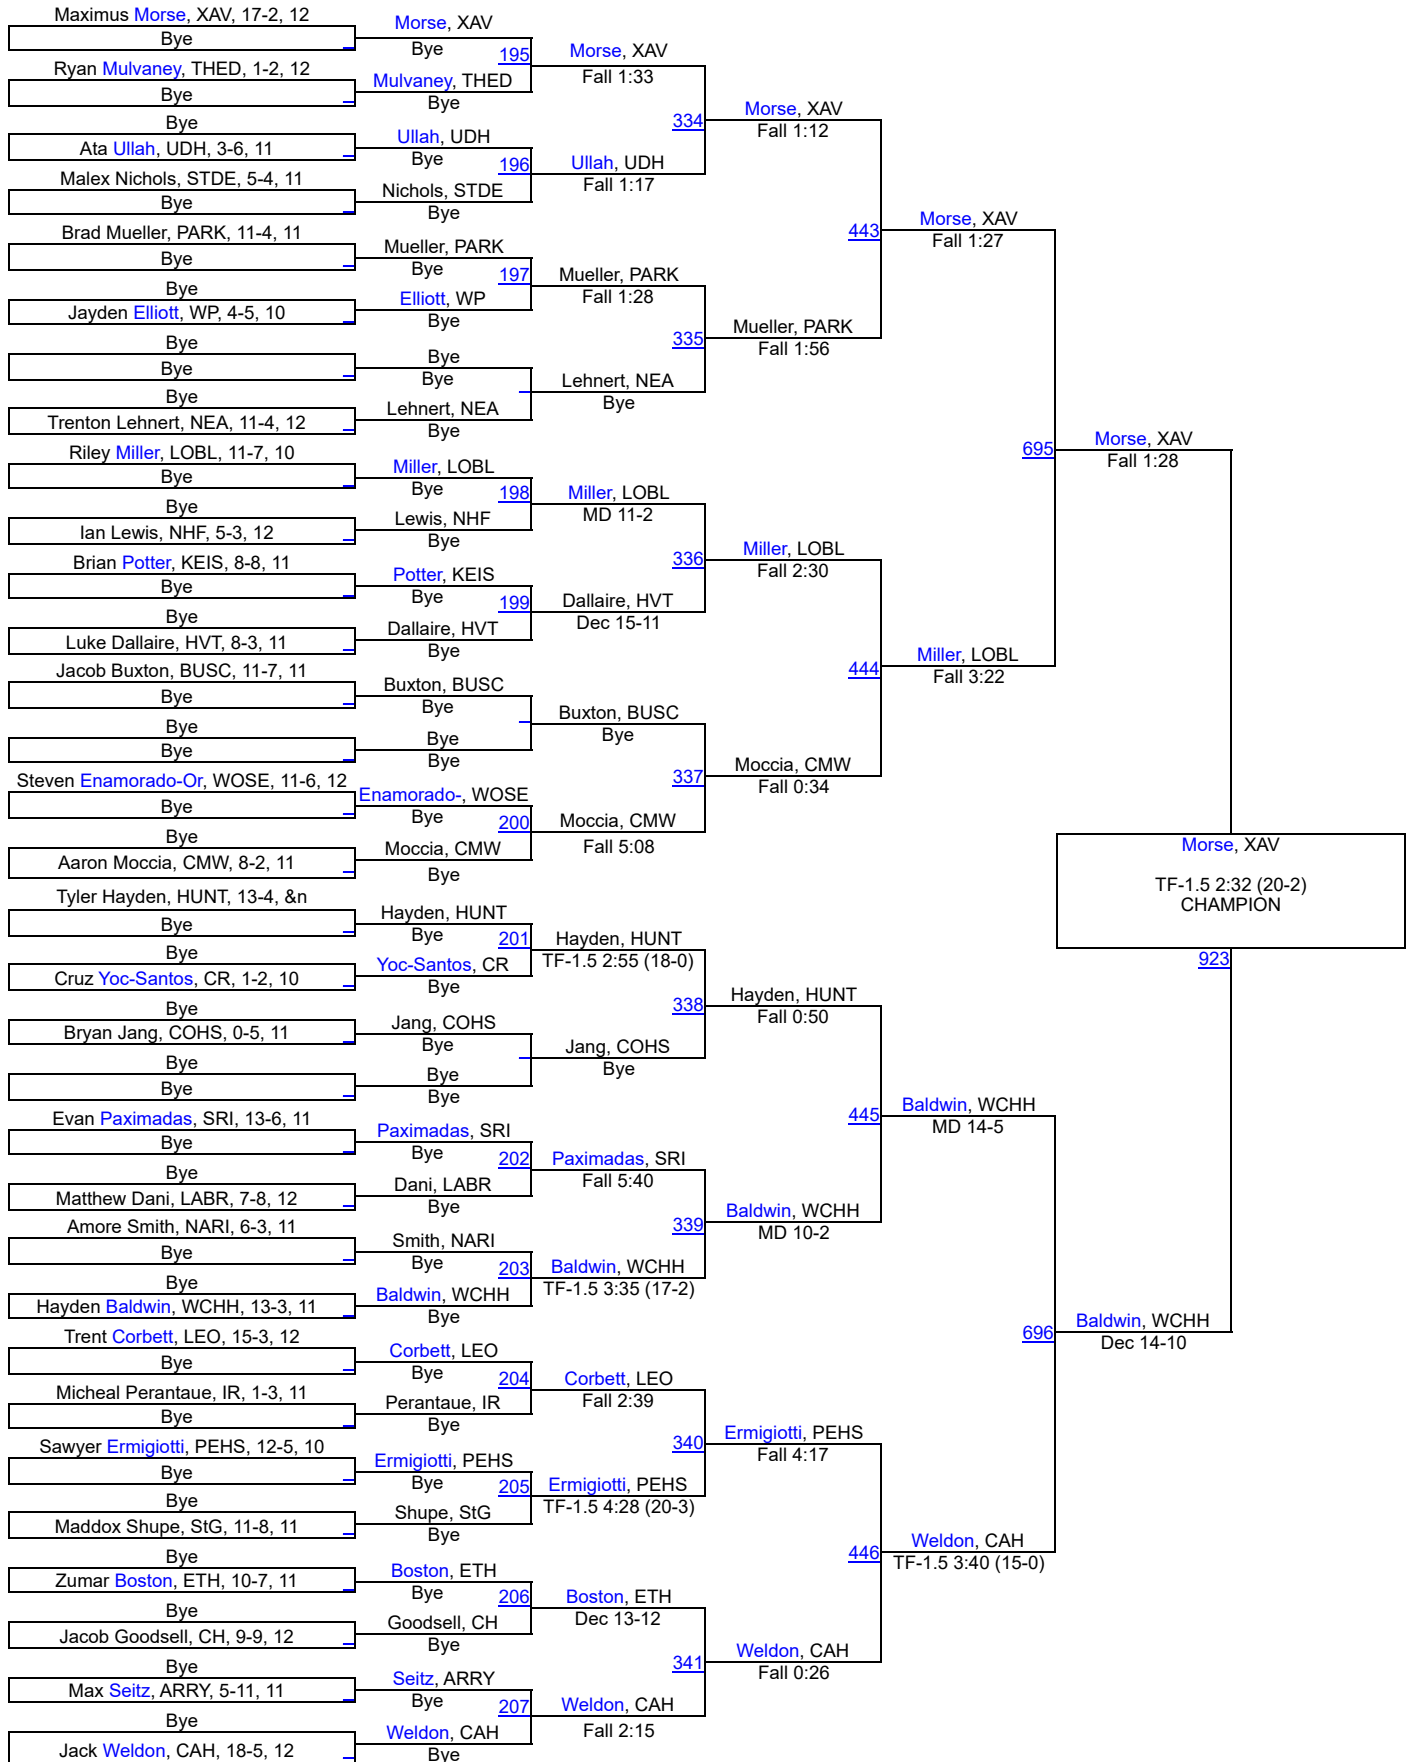 Maximus Morse, XAV, 17-2, 12
Bye
Ryan Mulvaney, THED, 1-2, 12
Bye
Bye
Ata Ullah, UDH, 3-6, 11
Malex Nichols, STDE, 5-4, 11
Bye
Brad Mueller, PARK, 11-4, 11
Bye
Bye
Jayden Elliott, WP, 4-5, 10
Bye
Bye
Bye
Trenton Lehnert, NEA, 11-4, 12
Riley Miller, LOBL, 11-7, 10
Bye
Bye
Ian Lewis, NHF, 5-3, 12
Brian Potter, KEIS, 8-8, 11
Bye
Bye
Luke Dallaire, HVT, 8-3, 11
Jacob Buxton, BUSC, 11-7, 11
Bye
Bye
Bye
Steven Enamorado-Or, WOSE, 11-6, 12
Bye
Bye
Aaron Moccia, CMW, 8-2, 11
Tyler Hayden, HUNT, 13-4, &n
Bye
Bye
Cruz Yoc-Santos, CR, 1-2, 10
Bye
Bryan Jang, COHS, 0-5, 11
Bye
Bye
Evan Paximadas, SRI, 13-6, 11
Bye
Bye
Matthew Dani, LABR, 7-8, 12
Amore Smith, NARI, 6-3, 11
Bye
Bye
Hayden Baldwin, WCHH, 13-3, 11
Trent Corbett, LEO, 15-3, 12
Bye
Micheal Perantaue, IR, 1-3, 11
Bye
Sawyer Ermigiotti, PEHS, 12-5, 10
Bye
Bye
Maddox Shupe, StG, 11-8, 11
Bye
Zumar Boston, ETH, 10-7, 11
Bye
Jacob Goodsell, CH, 9-9, 12
Bye
Max Seitz, ARRY, 5-11, 11
Bye
Jack Weldon, CAH, 18-5, 12
Morse, XAV
Bye
195
Mulvaney, THED
Bye
Ullah, UDH
Bye
196
Nichols, STDE
Bye
Mueller, PARK
Bye
197
Elliott, WP
Bye
Bye
Bye
Lehnert, NEA
Bye
Miller, LOBL
Bye
198
Lewis, NHF
Bye
Potter, KEIS
Bye
199
Dallaire, HVT
Bye
Buxton, BUSC
Bye
Bye
Bye
Enamorado-, WOSE
Bye
200
Moccia, CMW
Bye
Hayden, HUNT
Bye
201
Yoc-Santos, CR
Bye
Jang, COHS
Bye
Bye
Bye
Paximadas, SRI
Bye
202
Dani, LABR
Bye
Smith, NARI
Bye
203
Baldwin, WCHH
Bye
Corbett, LEO
Bye
204
Perantaue, IR
Bye
Ermigiotti, PEHS
Bye
205
Shupe, StG
Bye
Boston, ETH
Bye
206
Goodsell, CH
Bye
Seitz, ARRY
Bye
207
Weldon, CAH
Bye
Morse, XAV
Fall 1:33
334
Ullah, UDH
Fall 1:17
Mueller, PARK
Fall 1:28
335
Lehnert, NEA
Bye
Miller, LOBL
MD 11-2
336
Dallaire, HVT
Dec 15-11
Buxton, BUSC
Bye
337
Moccia, CMW
Fall 5:08
Hayden, HUNT
TF-1.5 2:55 (18-0)
338
Jang, COHS
Bye
Paximadas, SRI
Fall 5:40
339
Baldwin, WCHH
TF-1.5 3:35 (17-2)
Corbett, LEO
Fall 2:39
340
Ermigiotti, PEHS
TF-1.5 4:28 (20-3)
Boston, ETH
Dec 13-12
341
Weldon, CAH
Fall 2:15
Morse, XAV
Fall 1:12
443
Mueller, PARK
Fall 1:56
Miller, LOBL
Fall 2:30
444
Moccia, CMW
Fall 0:34
Hayden, HUNT
Fall 0:50
445
Baldwin, WCHH
MD 10-2
Ermigiotti, PEHS
Fall 4:17
446
Weldon, CAH
Fall 0:26
Morse, XAV
Fall 1:27
695
Miller, LOBL
Fall 3:22
Baldwin, WCHH
MD 14-5
696
Weldon, CAH
TF-1.5 3:40 (15-0)
Morse, XAV
Fall 1:28
Morse, XAV
TF-1.5 2:32 (20-2)
CHAMPION
923
Baldwin, WCHH
Dec 14-10